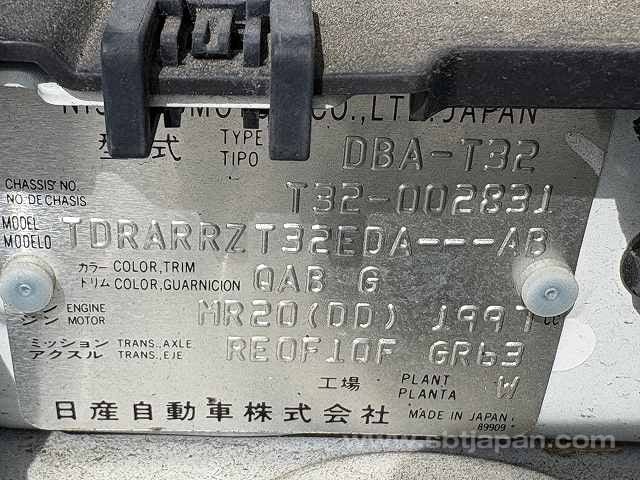 MOTOR CO.,LTD. JAPAN
型式 TYPE TIPO DBA-T32
CHASSIS NO. NO.DE CHASIS T32-002831
MODEL MODELO TDRARRZT32EDA---AB
カラー COLOR,TRIM
トリム COLOR,GUARNICION QAB G
ENGINE
MOTOR MR20(DD) 1997cc
ミッション TRANS.,AXLE
アクスル TRANS.,EJE RE0F10F GR63
工場 PLANT PLANTA W
日産自動車株式会社 MADE IN JAPAN
89909
www.sbtjapan.com